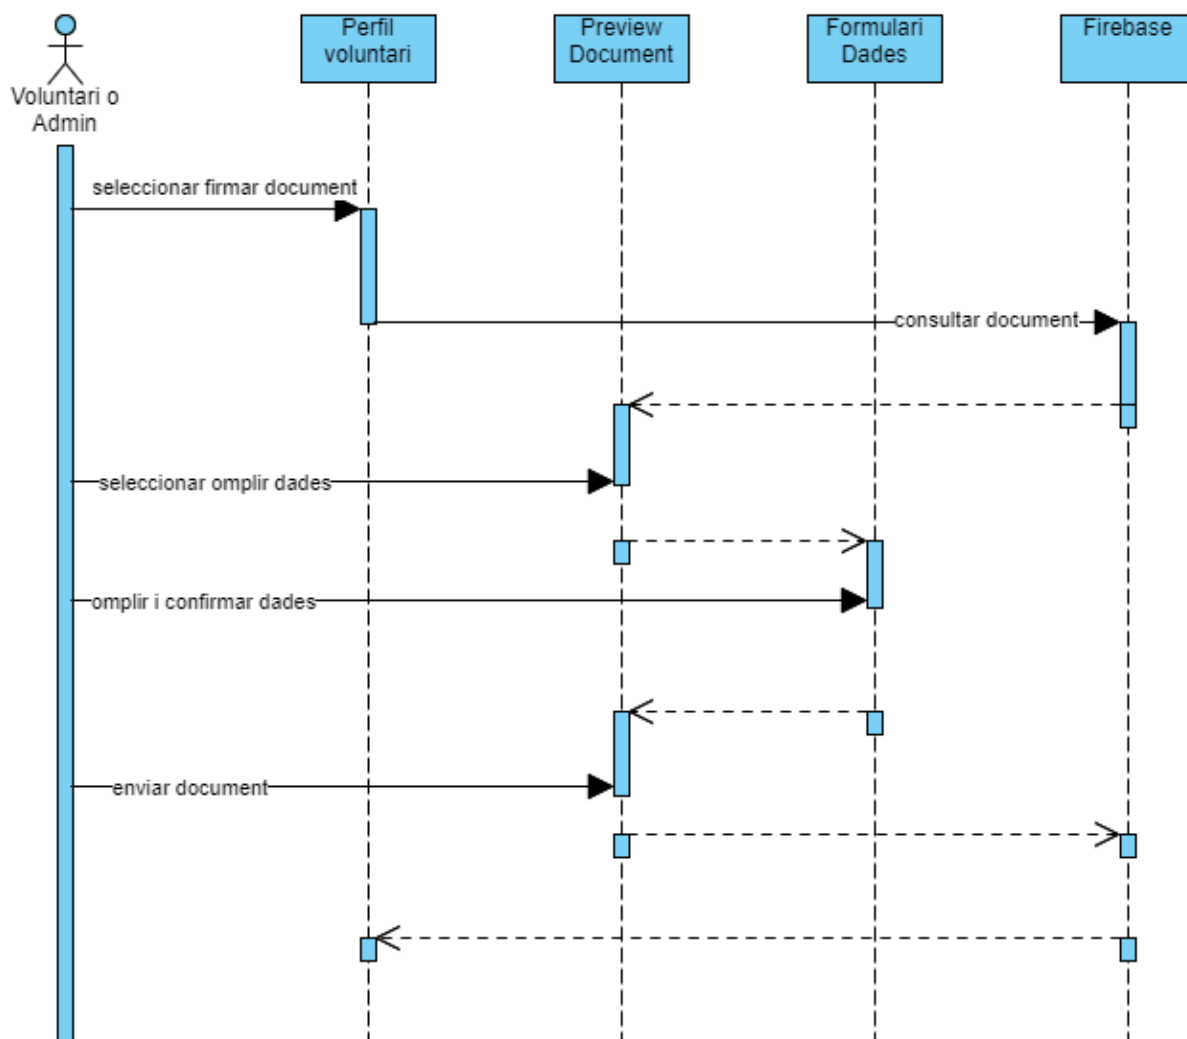 Perfil
voluntari
Preview
Document
Formulari
Dades
Firebase
Voluntari o
Admin
seleccionar firmar document
consultar document
seleccionar omplir dades
omplir i confirmar dades
enviar document